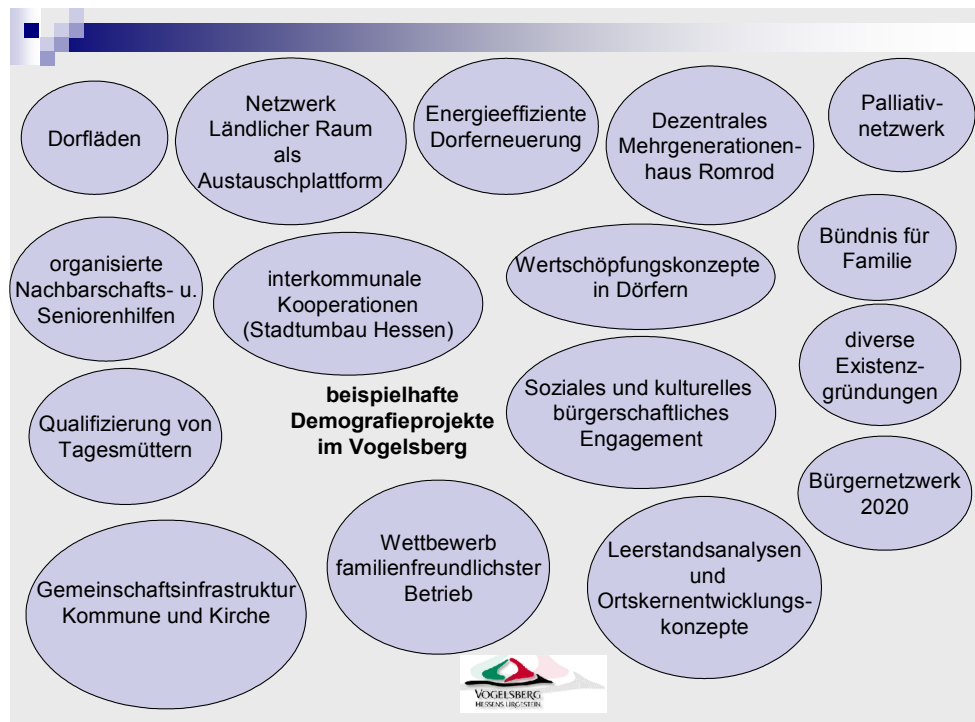 Dorfläden
Netzwerk
Ländlicher Raum
als
Austauschplattform
Energieeffiziente
Dorferneuerung
Dezentrales
Mehrgenerationen-
haus Romrod
Palliativ-
netzwerk
organisierte
Nachbarschafts- u.
Seniorenhilfen
interkommunale
Kooperationen
(Stadtumbau Hessen)
Wertschöpfungskonzepte
in Dörfern
Bündnis für
Familie
diverse
Existenz-
gründungen
Qualifizierung von
Tagesmüttern
beispielhafte
Demografieprojekte
im Vogelsberg
Soziales und kulturelles
bürgerschaftliches
Engagement
Bürgernetzwerk
2020
Gemeinschaftsinfrastruktur
Kommune und Kirche
Wettbewerb
familienfreundlichster
Betrieb
Leerstandsanalysen
und
Ortskernentwicklungs-
konzepte
VOGELSBERG
HESSENS URGESTEIN